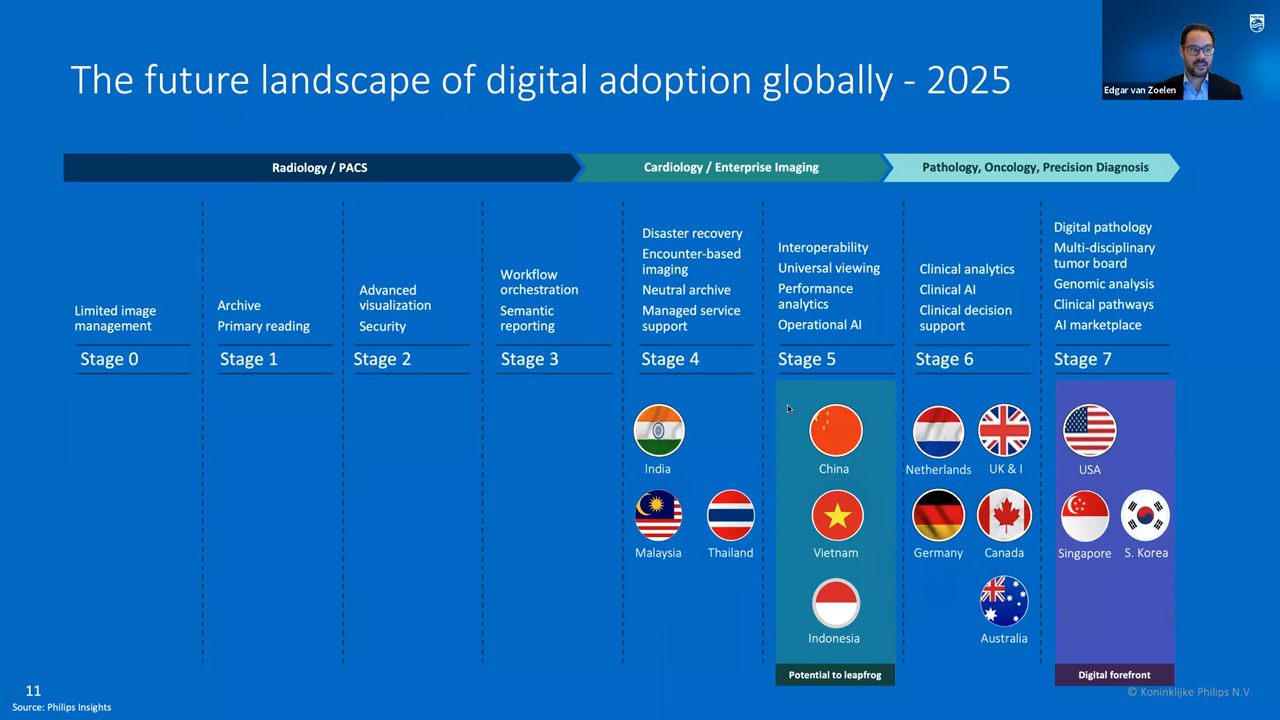 The future landscape of digital adoption globally - 2025
Edgar van Zoelen
Radiology / PACS
Cardiology / Enterprise Imaging
Pathology, Oncology, Precision Diagnosis
Limited image
management
Stage 0
Archive
Primary reading
Stage 1
Advanced
visualization
Security
Stage 2
Workflow
orchestration
Semantic
reporting
Stage 3
Disaster recovery
Encounter-based
imaging
Neutral archive
Managed service
support
Stage 4
Interoperability
Universal viewing
Performance
analytics
Operational AI
Stage 5
Clinical analytics
Clinical AI
Clinical decision
support
Stage 6
Digital pathology
Multi-disciplinary
tumor board
Genomic analysis
Clinical pathways
AI marketplace
Stage 7
India
Malaysia
Thailand
China
Vietnam
Indonesia
Potential to leapfrog
Netherlands
UK & I
Germany
Canada
Australia
USA
Singapore
S. Korea
Digital forefront
11
Source: Philips Insights
© Koninklijke Philips N.V.